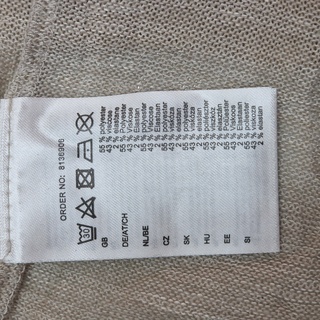 ORDER NO: 8136906
30
GB 55 % polyester
43 % viscose
2 % elastane
DE/AT/CH 55 % Polyester
43 % Viskose
2 % Elastan
NL/BE 55 % Polyester
43 % Viscose
2 % Elastaan
CZ 55 % polyester
43 % viskóza
2 % elastan
SK 55 % polyester
43 % viskóza
2 % elastan
HU 55 % poliészter
43 % viszkóz
2 % elasztán
EE 55 % Polüester
43 % Viskoos
2 % Elastaan
SI 55 % poliester
43 % viskoza
2 % elastan